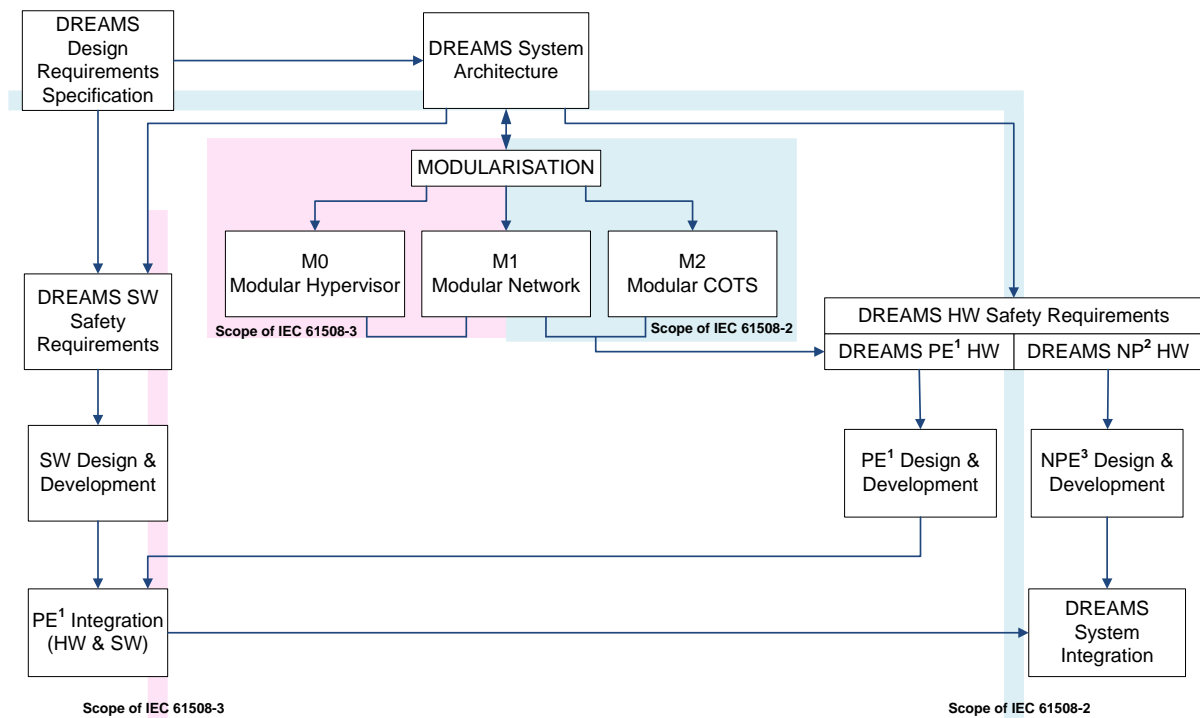 DREAMS
Design
Requirements
Specification
DREAMS System
Architecture
MODULARISATION
M0
Modular Hypervisor
M1
Modular Network
M2
Modular COTS
Scope of IEC 61508-3
Scope of IEC 61508-2
DREAMS SW
Safety
Requirements
DREAMS HW Safety Requirements
DREAMS PE¹ HW
DREAMS NP² HW
SW Design &
Development
PE¹ Design &
Development
NPE³ Design &
Development
PE¹ Integration
(HW & SW)
DREAMS
System
Integration
Scope of IEC 61508-3
Scope of IEC 61508-2